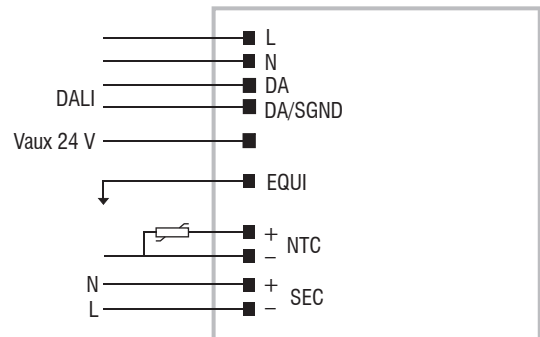 L
N
DA
DALI
DA/SGND
Vaux 24 V
EQUI
+
NTC
–
N
+
SEC
L
–